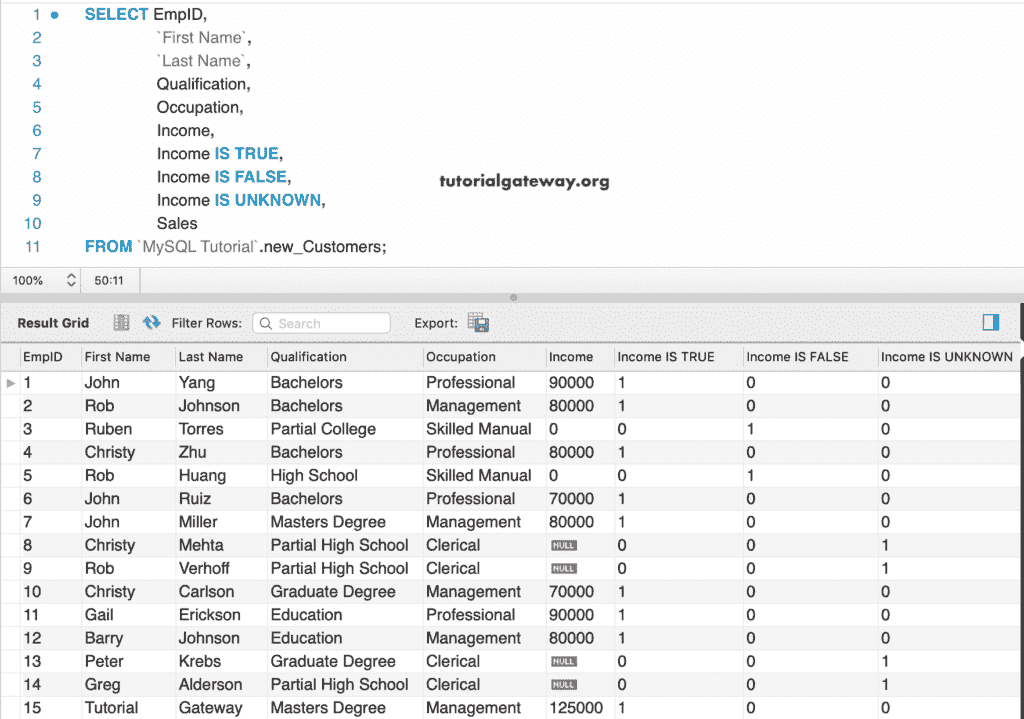 1 SELECT EmpID,
2 `First Name`,
3 `Last Name`,
4 Qualification,
5 Occupation,
6 Income,
7 Income IS TRUE,
8 Income IS FALSE,
9 Income IS UNKNOWN,
10 Sales
11 FROM `MySQL Tutorial`.new_Customers;
tutorialgateway.org
100% 50:11
Result Grid Filter Rows: Search Export:
EmpID First Name Last Name Qualification Occupation Income Income IS TRUE Income IS FALSE Income IS UNKNOWN
1 John Yang Bachelors Professional 90000 1 0 0
2 Rob Johnson Bachelors Management 80000 1 0 0
3 Ruben Torres Partial College Skilled Manual 0 0 1 0
4 Christy Zhu Bachelors Professional 80000 1 0 0
5 Rob Huang High School Skilled Manual 0 0 1 0
6 John Ruiz Bachelors Professional 70000 1 0 0
7 John Miller Masters Degree Management 80000 1 0 0
8 Christy Mehta Partial High School Clerical NULL 0 0 1
9 Rob Verhoff Partial High School Clerical NULL 0 0 1
10 Christy Carlson Graduate Degree Management 70000 1 0 0
11 Gail Erickson Education Professional 90000 1 0 0
12 Barry Johnson Education Management 80000 1 0 0
13 Peter Krebs Graduate Degree Clerical NULL 0 0 1
14 Greg Alderson Partial High School Clerical NULL 0 0 1
15 Tutorial Gateway Masters Degree Management 125000 1 0 0